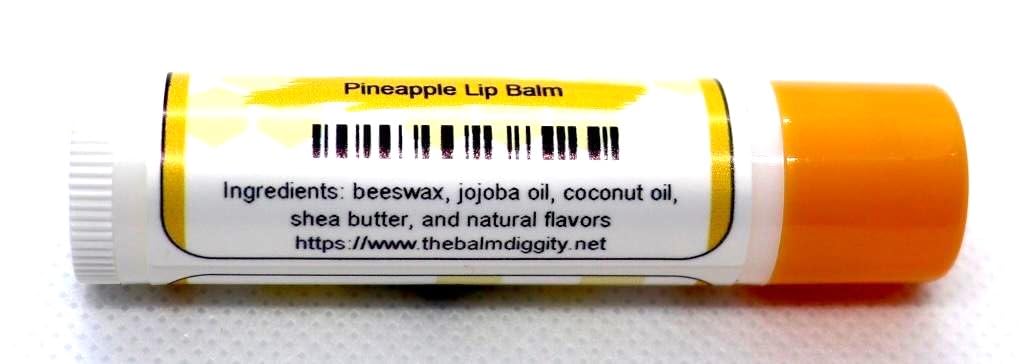 Pineapple Lip Balm
Ingredients: beeswax, jojoba oil, coconut oil,
shea butter, and natural flavors
https://www.thebalmdiggity.net